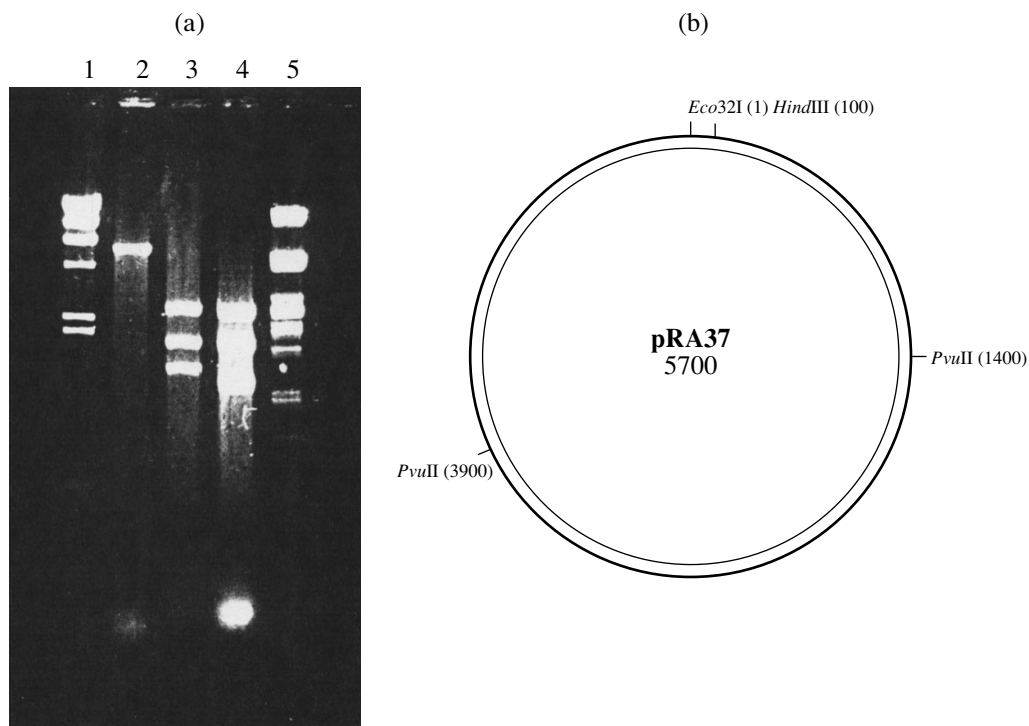 (a)
(b)
1 2 3 4 5
Eco32I (1) HindIII (100)
pRA37
5700
PvuII (1400)
PvuII (3900)